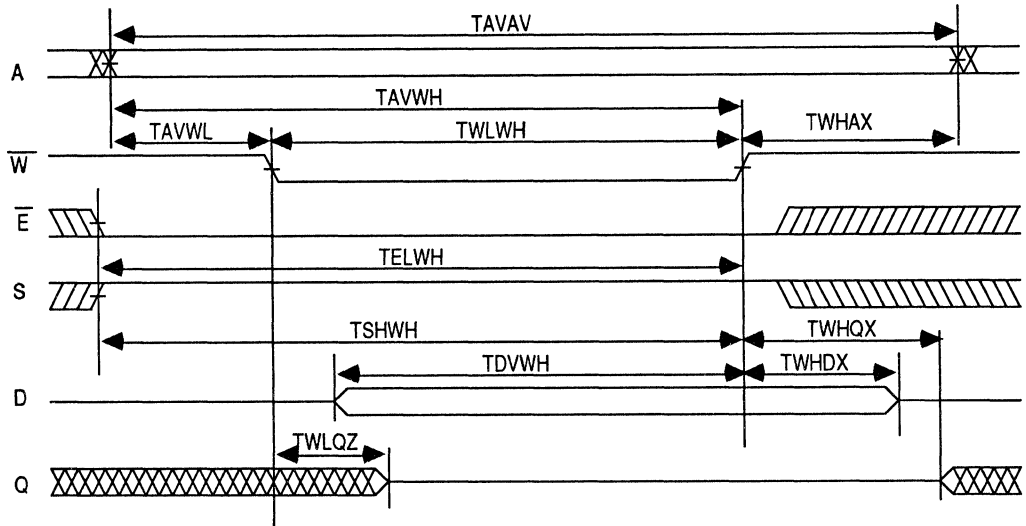 TAVAV
A
TAVWH
TAVWL TWLWH TWHAX
W̅
E̅
TELWH
S
TSHWH TWHQX
TDVWH TWHDX
D
TWLQZ
Q